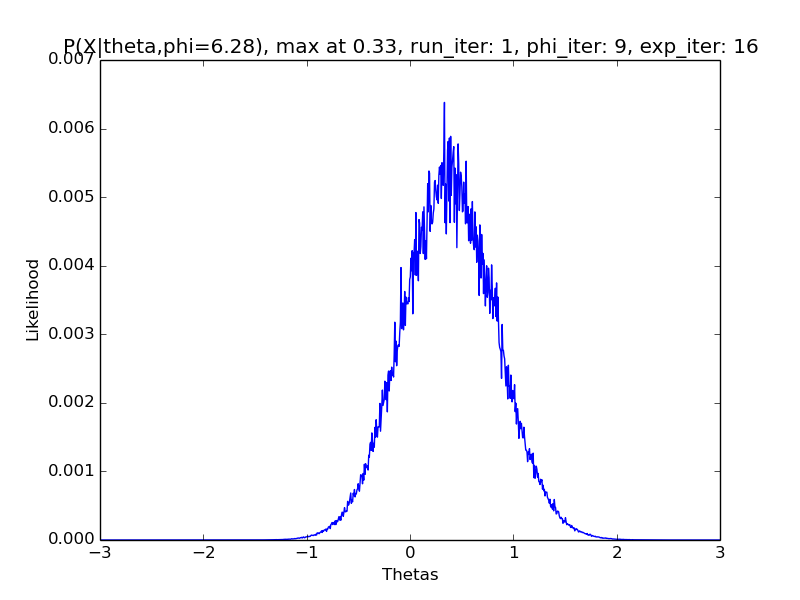 P(X|theta,phi=6.28), max at 0.33, run_iter: 1, phi_iter: 9, exp_iter: 16
0.007
0.006
0.005
0.004
0.003
0.002
0.001
0.000
Likelihood
−3 −2 −1 0 1 2 3
Thetas